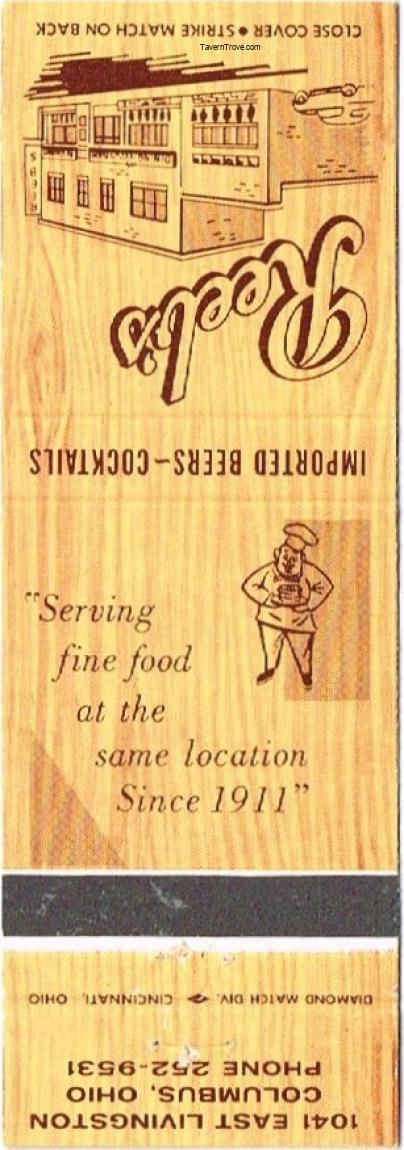 CLOSE COVER • STRIKE MATCH ON BACK
TavernTrove.com
Reeb's
IMPORTED BEERS~COCKTAILS
"Serving
fine food
at the
same location
Since 1911"
DIAMOND MATCH DIV. CINCINNATI, OHIO
1041 EAST LIVINGSTON
COLUMBUS, OHIO
PHONE 252-9531